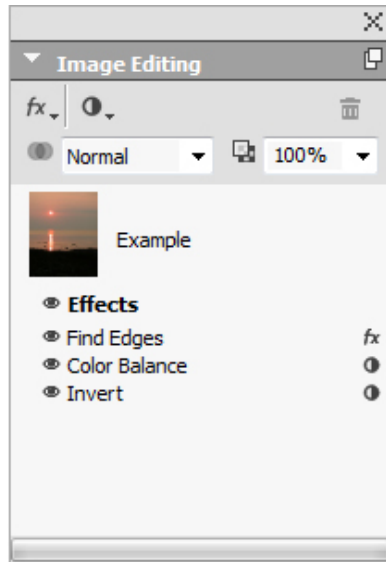 Image Editing
fx
Normal 100%
Example
Effects
Find Edges fx
Color Balance
Invert